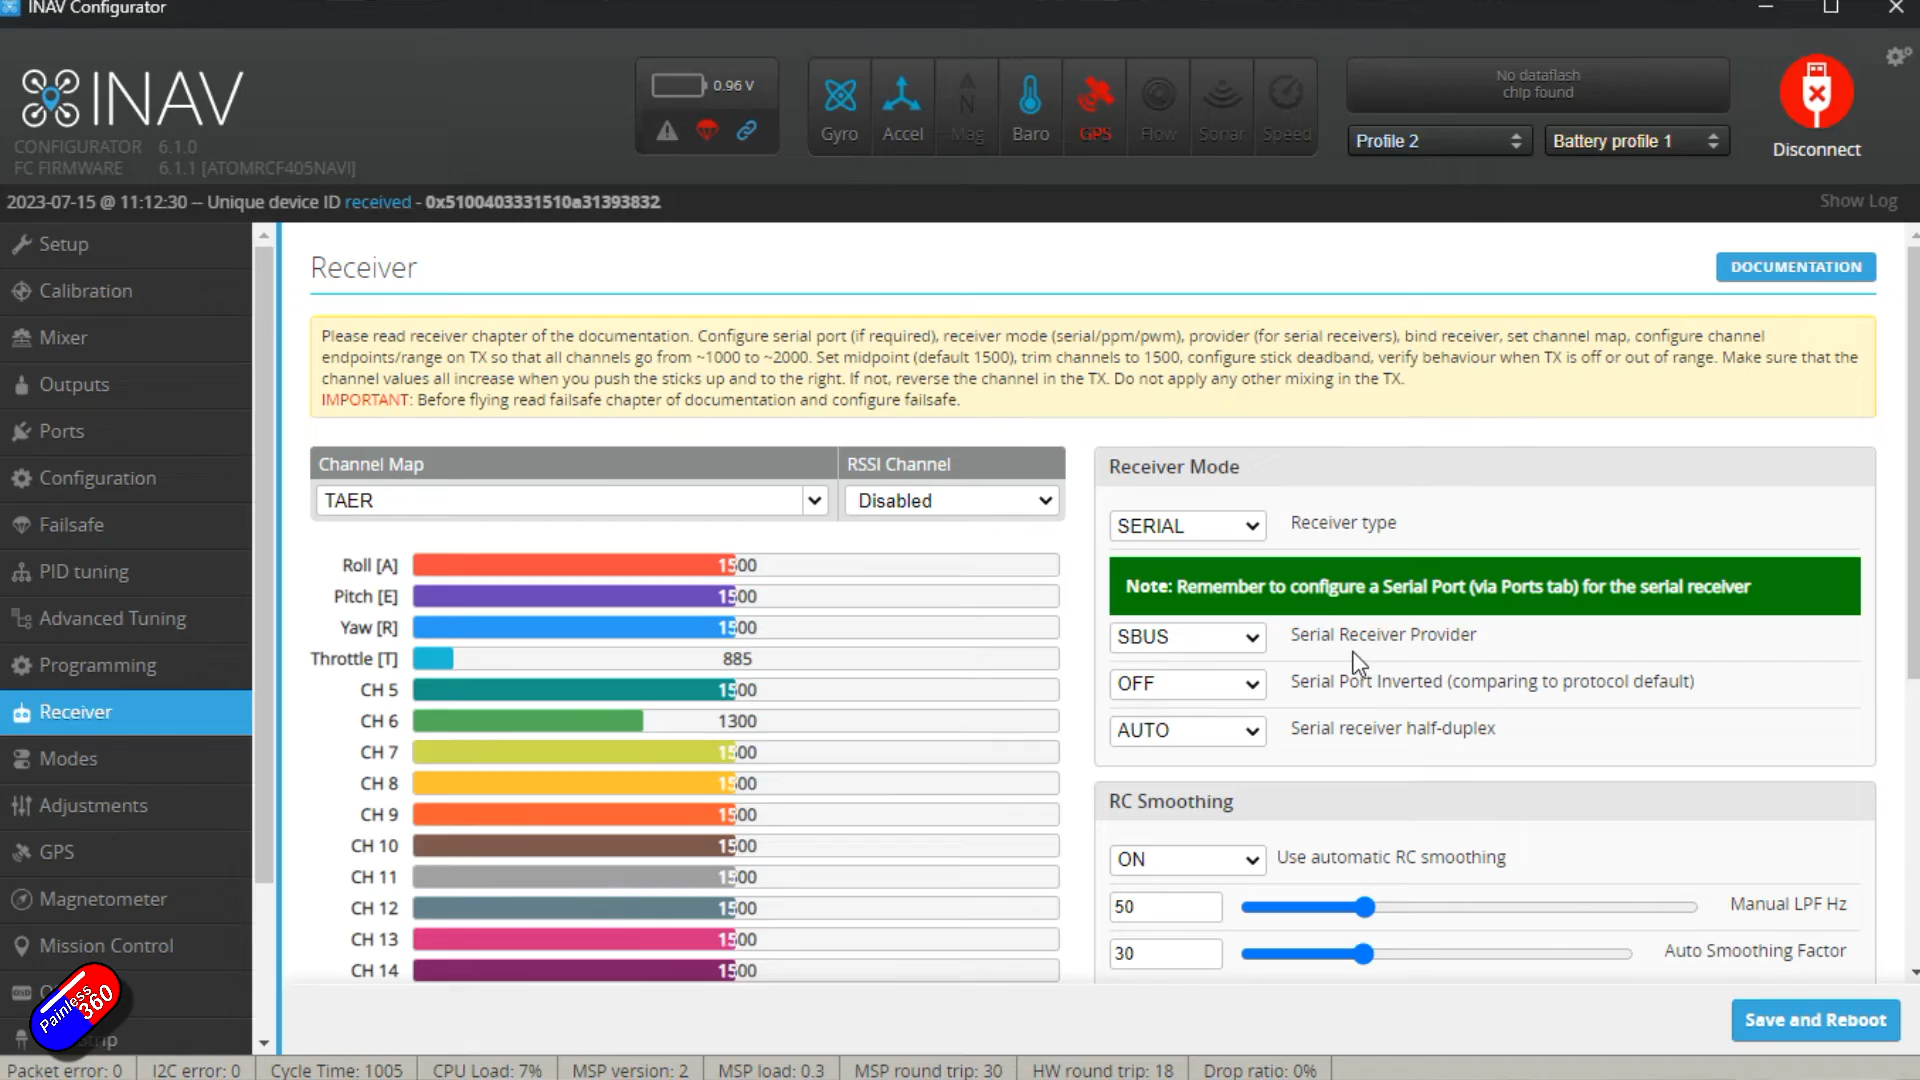 INAV Configurator
INAV
CONFIGURATOR 6.1.0
FC FIRMWARE 6.1.1 [ATOMRCF405NAVI]
0.96 V
Gyro
Accel
Mag
Baro
GPS
Flow
Sonar
Speed
No dataflash
chip found
Profile 2
Battery profile 1
Disconnect
2023-07-15 @ 11:12:30 -- Unique device ID received - 0x5100403331510a31393832
Show Log
Setup
Calibration
Mixer
Outputs
Ports
Configuration
Failsafe
PID tuning
Advanced Tuning
Programming
Receiver
Modes
Adjustments
GPS
Magnetometer
Mission Control
Painless
360
Receiver
DOCUMENTATION
Please read receiver chapter of the documentation. Configure serial port (if required), receiver mode (serial/ppm/pwm), provider (for serial receivers), bind receiver, set channel map, configure channel
endpoints/range on TX so that all channels go from ~1000 to ~2000. Set midpoint (default 1500), trim channels to 1500, configure stick deadband, verify behaviour when TX is off or out of range. Make sure that the
channel values all increase when you push the sticks up and to the right. If not, reverse the channel in the TX. Do not apply any other mixing in the TX.
IMPORTANT: Before flying read failsafe chapter of documentation and configure failsafe.
Channel Map
RSSI Channel
TAER
Disabled
Roll [A] 1500
Pitch [E] 1500
Yaw [R] 1500
Throttle [T] 885
CH 5 1500
CH 6 1300
CH 7 1500
CH 8 1500
CH 9 1500
CH 10 1500
CH 11 1500
CH 12 1500
CH 13 1500
CH 14 1500
Receiver Mode
SERIAL Receiver type
Note: Remember to configure a Serial Port (via Ports tab) for the serial receiver
SBUS Serial Receiver Provider
OFF Serial Port Inverted (comparing to protocol default)
AUTO Serial receiver half-duplex
RC Smoothing
ON Use automatic RC smoothing
50 Manual LPF Hz
30 Auto Smoothing Factor
Save and Reboot
Packet error: 0
I2C error: 0
Cycle Time: 1005
CPU Load: 7%
MSP version: 2
MSP load: 0.3
MSP round trip: 30
HW round trip: 18
Drop ratio: 0%